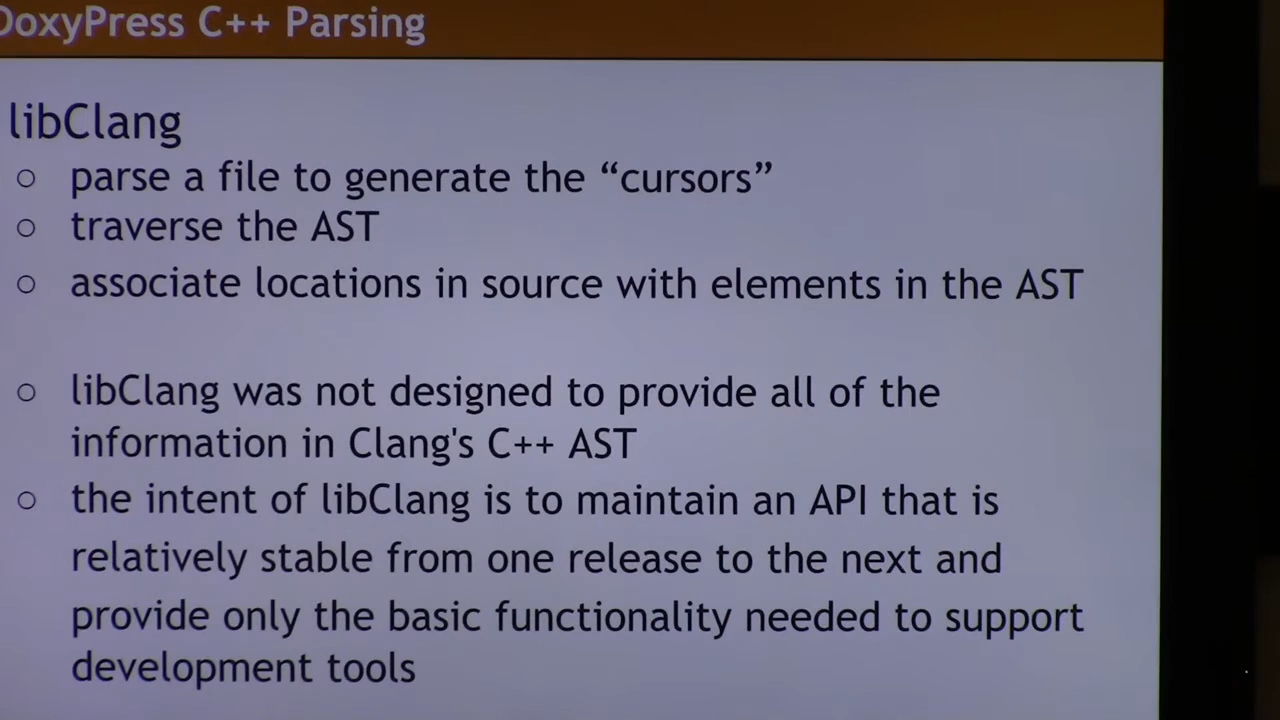 DoxyPress C++ Parsing
libClang
○ parse a file to generate the “cursors”
○ traverse the AST
○ associate locations in source with elements in the AST
○ libClang was not designed to provide all of the
information in Clang's C++ AST
○ the intent of libClang is to maintain an API that is
relatively stable from one release to the next and
provide only the basic functionality needed to support
development tools